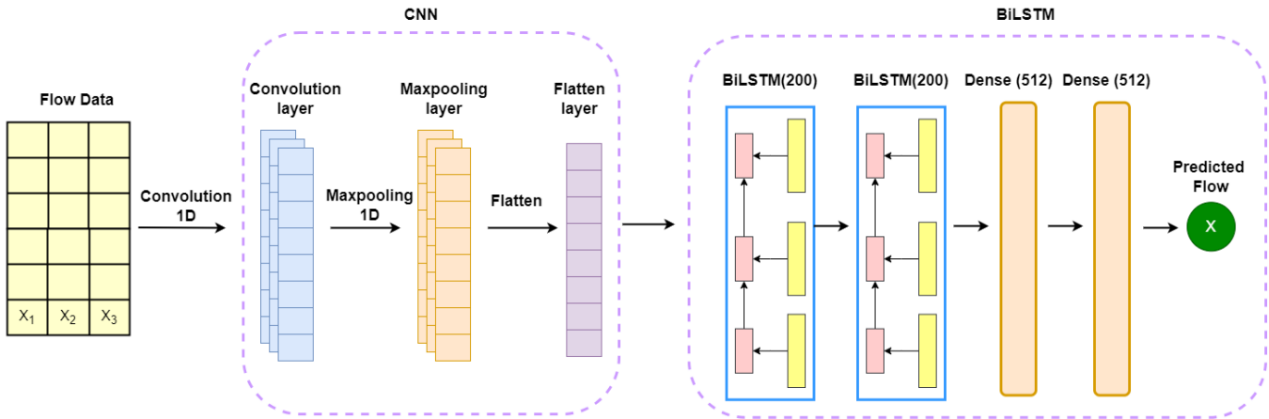 CNN
BiLSTM
Flow Data
X1 X2 X3
Convolution
1D
Convolution
layer
Maxpooling
1D
Maxpooling
layer
Flatten
Flatten
layer
BiLSTM(200)
BiLSTM(200)
Dense (512)
Dense (512)
Predicted
Flow
X